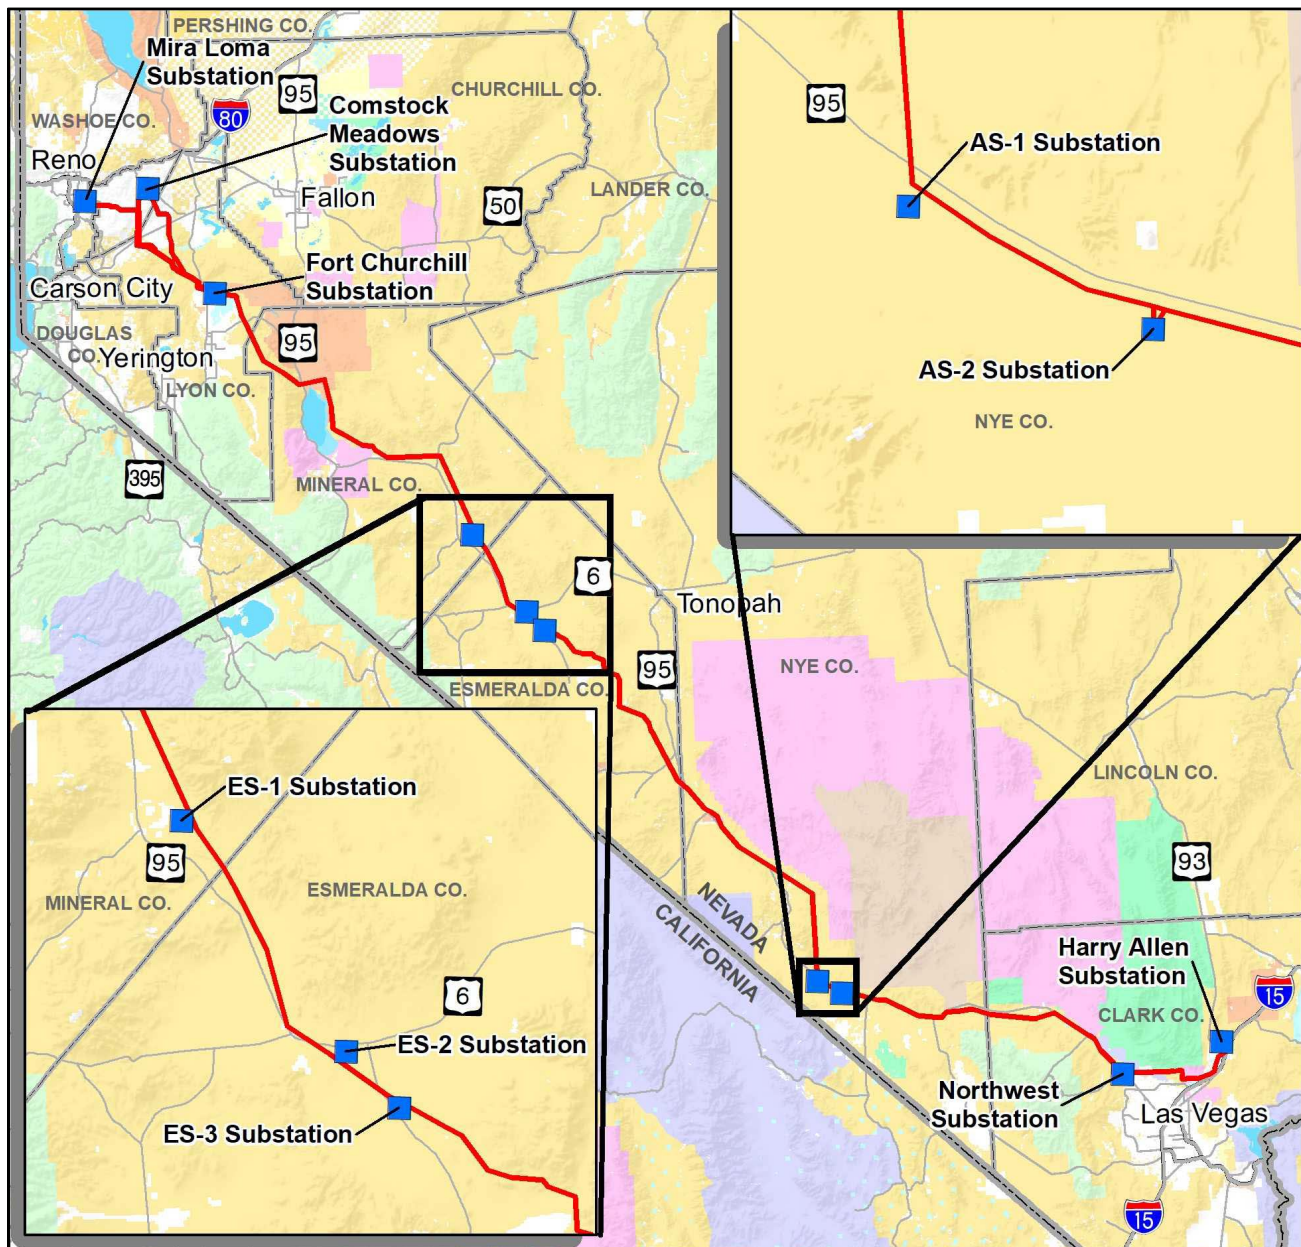 PERSHING CO.
Mira Loma
Substation
95
CHURCHILL CO.
Comstock
Meadows
Substation
80
WASHOE CO.
Reno
Fallon
LANDER CO.
50
Fort Churchill
Substation
Carson City
DOUGLAS
CO.
Yerington
95
LYON CO.
395
MINERAL CO.
6
Tonopah
95
NYE CO.
ESMERALDA CO.
LINCOLN CO.
93
NEVADA
CALIFORNIA
Harry Allen
Substation
15
CLARK CO.
Northwest
Substation
Las Vegas
15
95
AS-1 Substation
AS-2 Substation
NYE CO.
ES-1 Substation
95
ESMERALDA CO.
MINERAL CO.
6
ES-2 Substation
ES-3 Substation